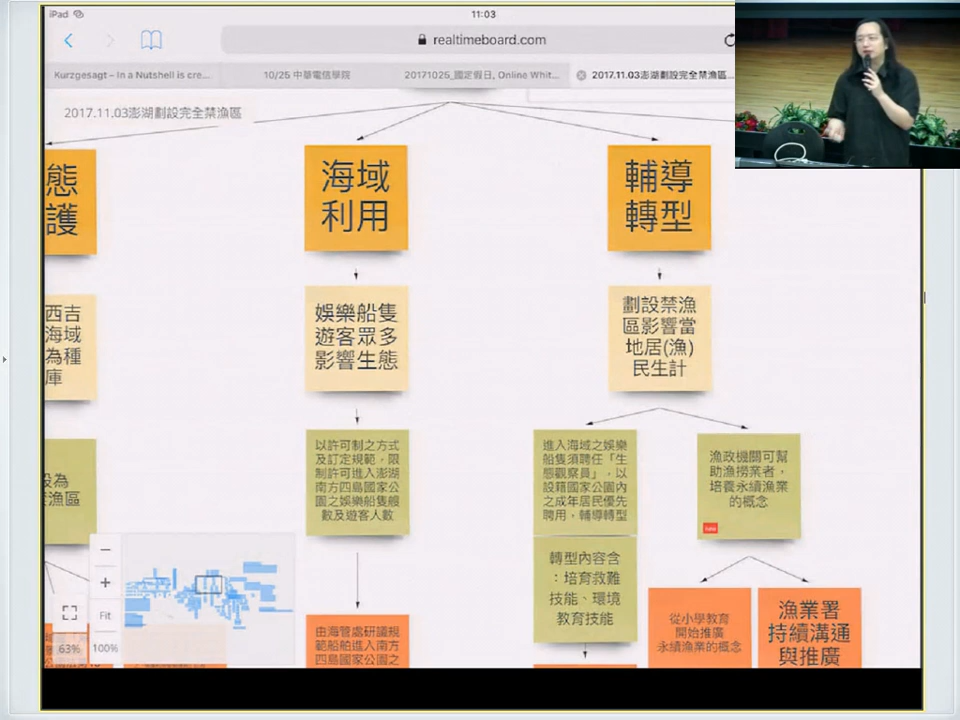 iPad
11:03
realtimeboard.com
Kurzgesagt – In a Nutshell is cre...
10/25 中華電信學院
20171025_國定假日, Online Whit...
2017.11.03澎湖劃設完全禁漁區...
2017.11.03澎湖劃設完全禁漁區
態
護
海域
利用
輔導
轉型
西吉
海域
為種
庫
娛樂船隻
遊客眾多
影響生態
劃設禁漁
區影響當
地居(漁)
民生計
設為
禁漁區
以許可制之方式
及訂定規範，限
制許可進入澎湖
南方四島國家公
園之娛樂船隻艘
數及遊客人數
進入海域之娛樂
船隻須聘任「生
態觀察員」，以
設籍國家公園內
之成年居民優先
聘用，輔導轉型
漁政機關可幫
助漁撈業者，
培養永續漁業
的概念
轉型內容含
：培育救難
技能、環境
教育技能
由海管處研議規
範船舶進入南方
四島國家公園之
從小學教育
開始推廣
永續漁業的概念
漁業署
持續溝通
與推廣
Fit
63%
100%